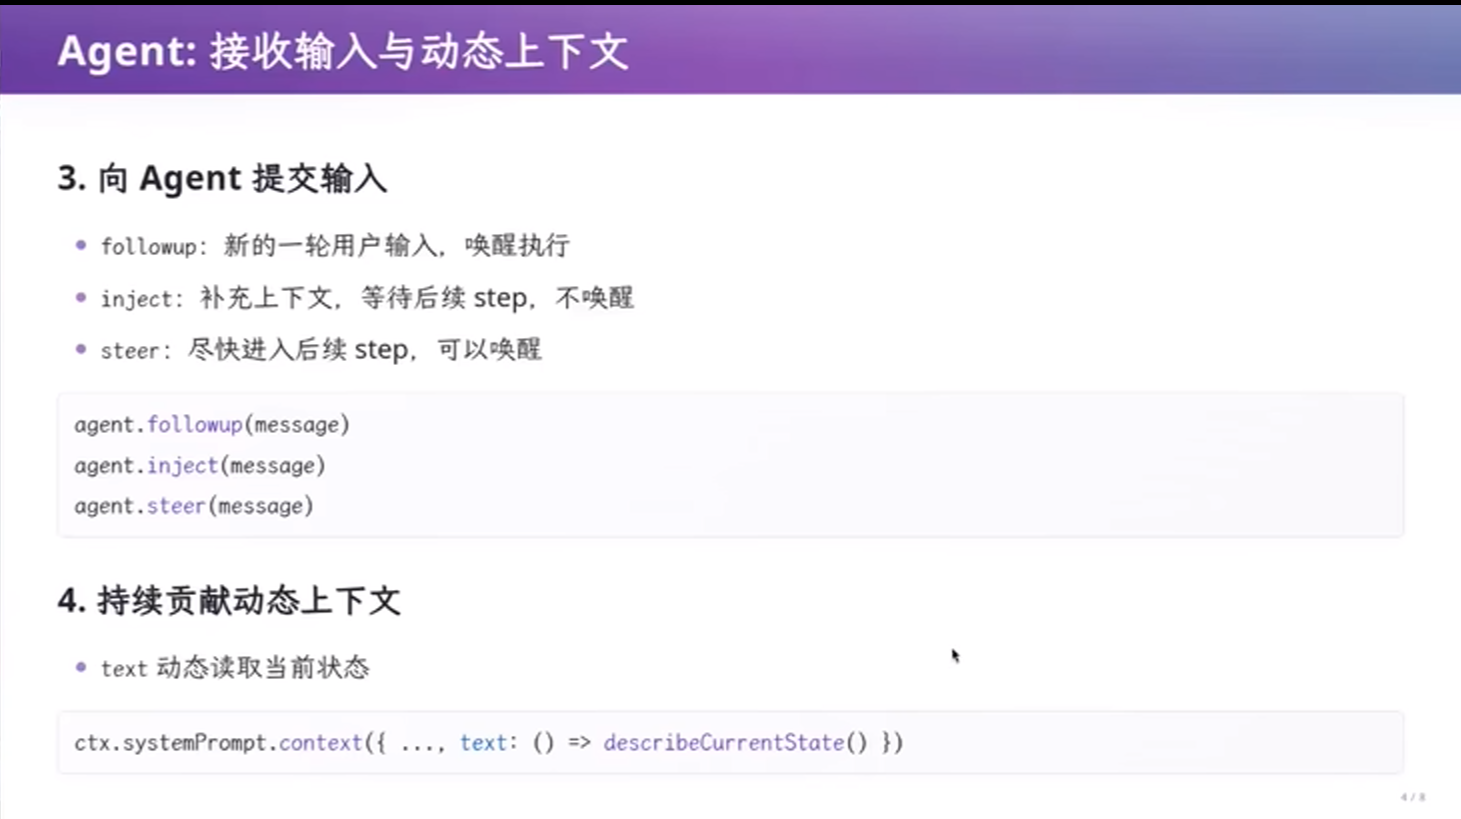 Agent: 接收输入与动态上下文
3. 向 Agent 提交输入
followup: 新的一轮用户输入, 唤醒执行
inject: 补充上下文, 等待后续 step, 不唤醒
steer: 尽快进入后续 step, 可以唤醒
agent.followup(message)
agent.inject(message)
agent.steer(message)
4. 持续贡献动态上下文
text 动态读取当前状态
ctx.systemPrompt.context({ ..., text: () => describeCurrentState() })
4 / 8